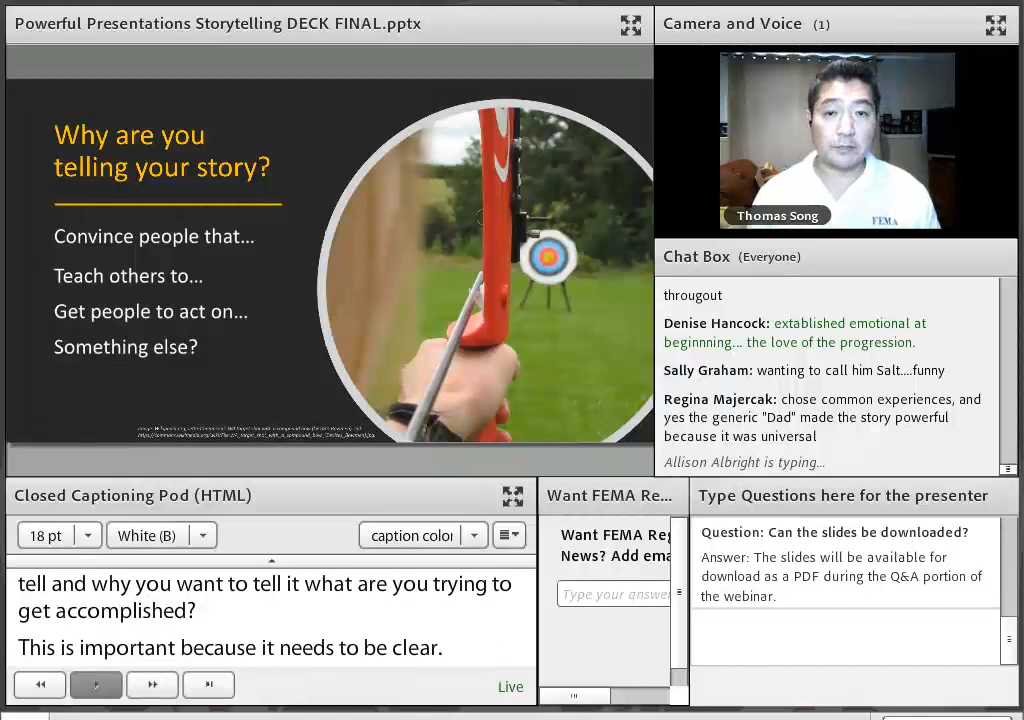 Powerful Presentations Storytelling DECK FINAL.pptx
Why are you
telling your story?
Convince people that...
Teach others to...
Get people to act on...
Something else?
Camera and Voice (1)
Thomas Song
FEMA
Chat Box (Everyone)
througout
Denise Hancock: extablished emotional at
beginnning... the love of the progression.
Sally Graham: wanting to call him Salt....funny
Regina Majercak: chose common experiences, and
yes the generic "Dad" made the story powerful
because it was universal
Allison Albright is typing...
Closed Captioning Pod (HTML)
18 pt
White (B)
caption color
tell and why you want to tell it what are you trying to
get accomplished?
This is important because it needs to be clear.
Live
Want FEMA Re...
Want FEMA Reg
News? Add ema
Type your answer
Type Questions here for the presenter
Question: Can the slides be downloaded?
Answer: The slides will be available for
download as a PDF during the Q&A portion of
the webinar.